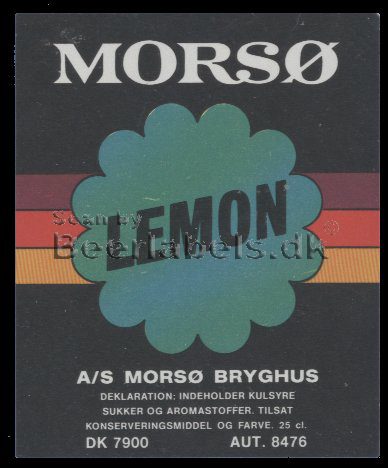 MORSØ
LEMON
Scan by
Beerlabels.dk ®
A/S MORSØ BRYGHUS
DEKLARATION: INDEHOLDER KULSYRE
SUKKER OG AROMASTOFFER. TILSAT
KONSERVERINGSMIDDEL OG FARVE. 25 cl.
DK 7900 AUT. 8476